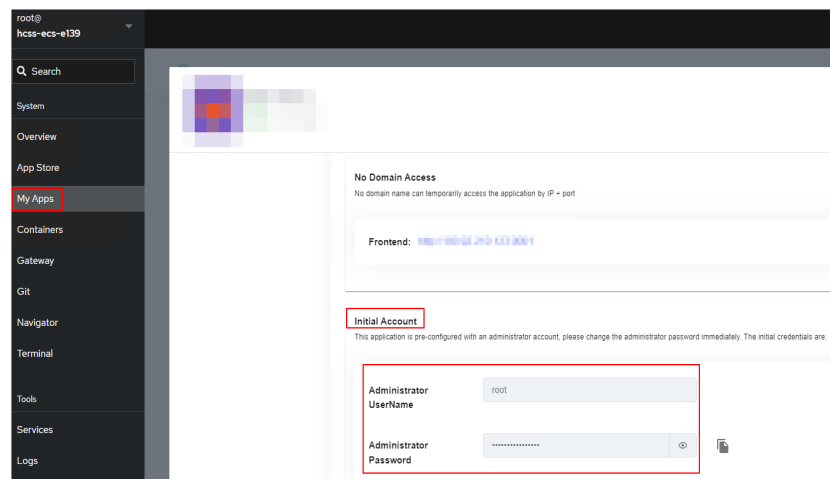 root@
hcss-ecs-e139
Search
System
Overview
App Store
My Apps
Containers
Gateway
Git
Navigator
Terminal
Tools
Services
Logs
No Domain Access
No domain name can temporarily access the application by IP + port
Frontend:
Initial Account
This application is pre-configured with an administrator account, please change the administrator password immediately. The initial credentials are:
Administrator
UserName
root
Administrator
Password